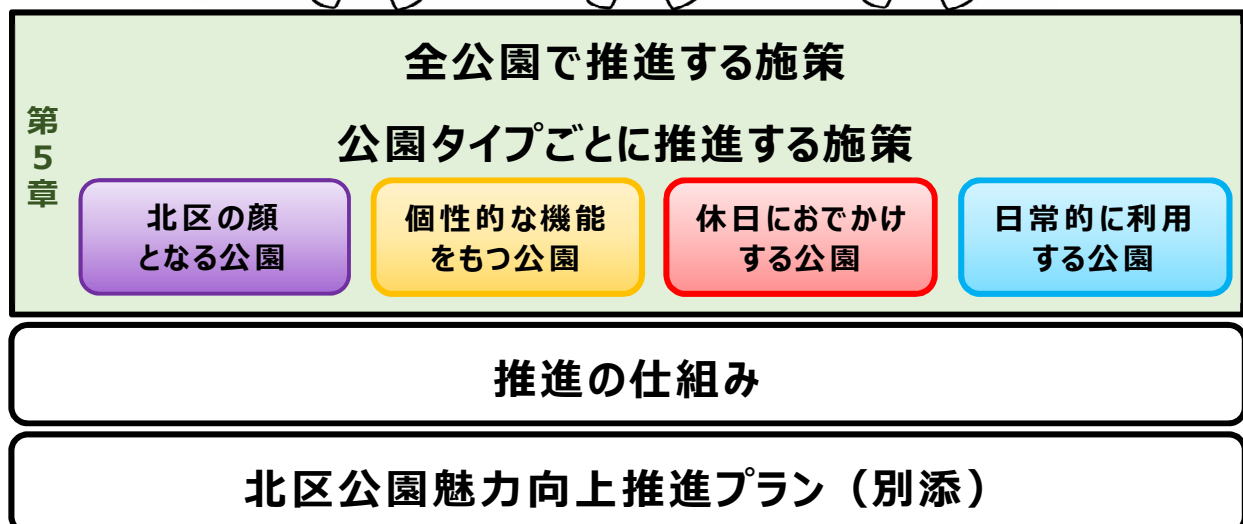 全公園で推進する施策
公園タイプごとに推進する施策
第5章
北区の顔
となる公園
個性的な機能
をもつ公園
休日におでかけ
する公園
日常的に利用
する公園
推進の仕組み
北区公園魅力向上推進プラン（別添）